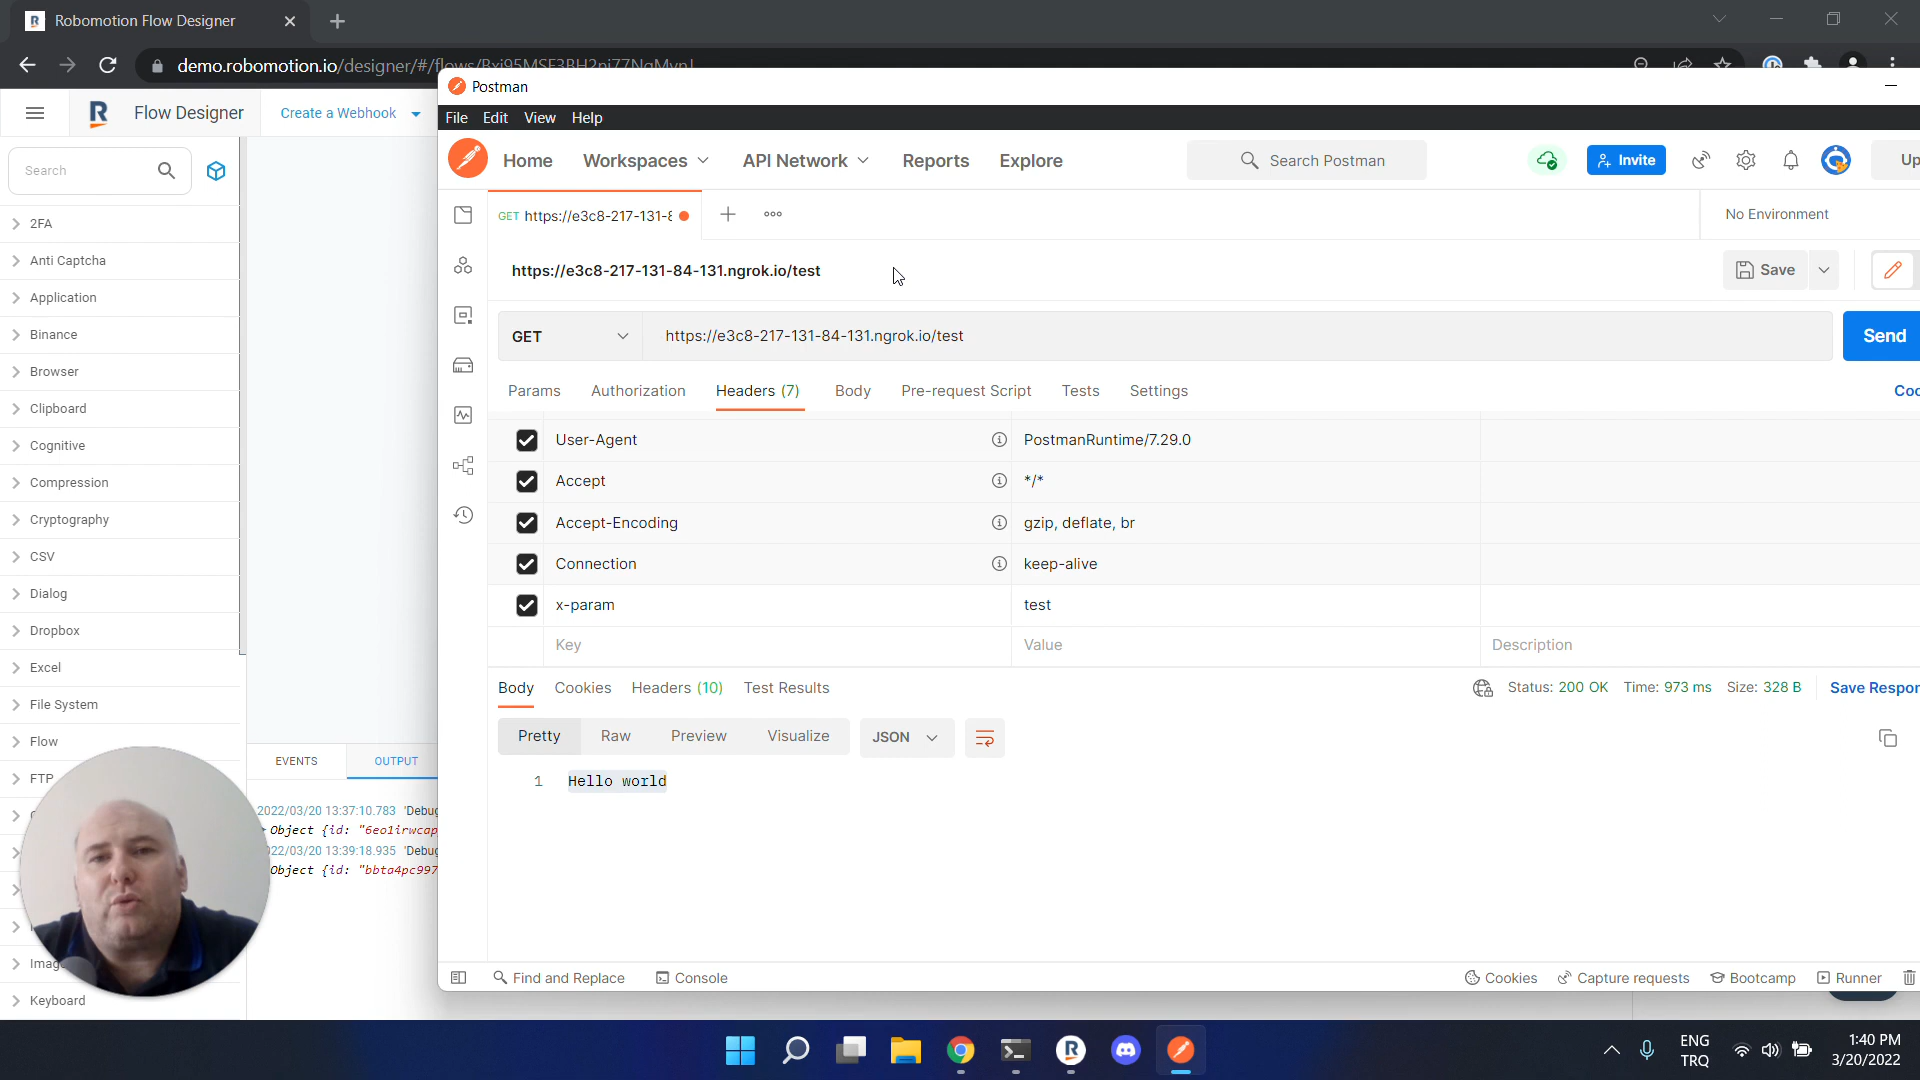 Robomotion Flow Designer
demo.robomotion.io/designer/#/flows/
Postman
File Edit View Help
Flow Designer
Create a Webhook
Home Workspaces API Network Reports Explore
Search Postman
Invite
Up
Search
GET https://e3c8-217-131-8
No Environment
https://e3c8-217-131-84-131.ngrok.io/test
Save
GET
https://e3c8-217-131-84-131.ngrok.io/test
Send
Params Authorization Headers (7) Body Pre-request Script Tests Settings
Coo
User-Agent PostmanRuntime/7.29.0
Accept */*
Accept-Encoding gzip, deflate, br
Connection keep-alive
x-param test
Key Value Description
Body Cookies Headers (10) Test Results
Status: 200 OK Time: 973 ms Size: 328 B Save Respon
Pretty Raw Preview Visualize JSON
1 Hello world
Find and Replace Console
Cookies Capture requests Bootcamp Runner
2FA
Anti Captcha
Application
Binance
Browser
Clipboard
Cognitive
Compression
Cryptography
CSV
Dialog
Dropbox
Excel
File System
Flow
FTP
Imag
Keyboard
EVENTS OUTPUT
2022/03/20 13:37:10.783 'Debug
Object {id: "6eo1irwcap
22/03/20 13:39:18.935 'Debug
Object {id: "bbta4pc997
ENG
TRQ
1:40 PM
3/20/2022